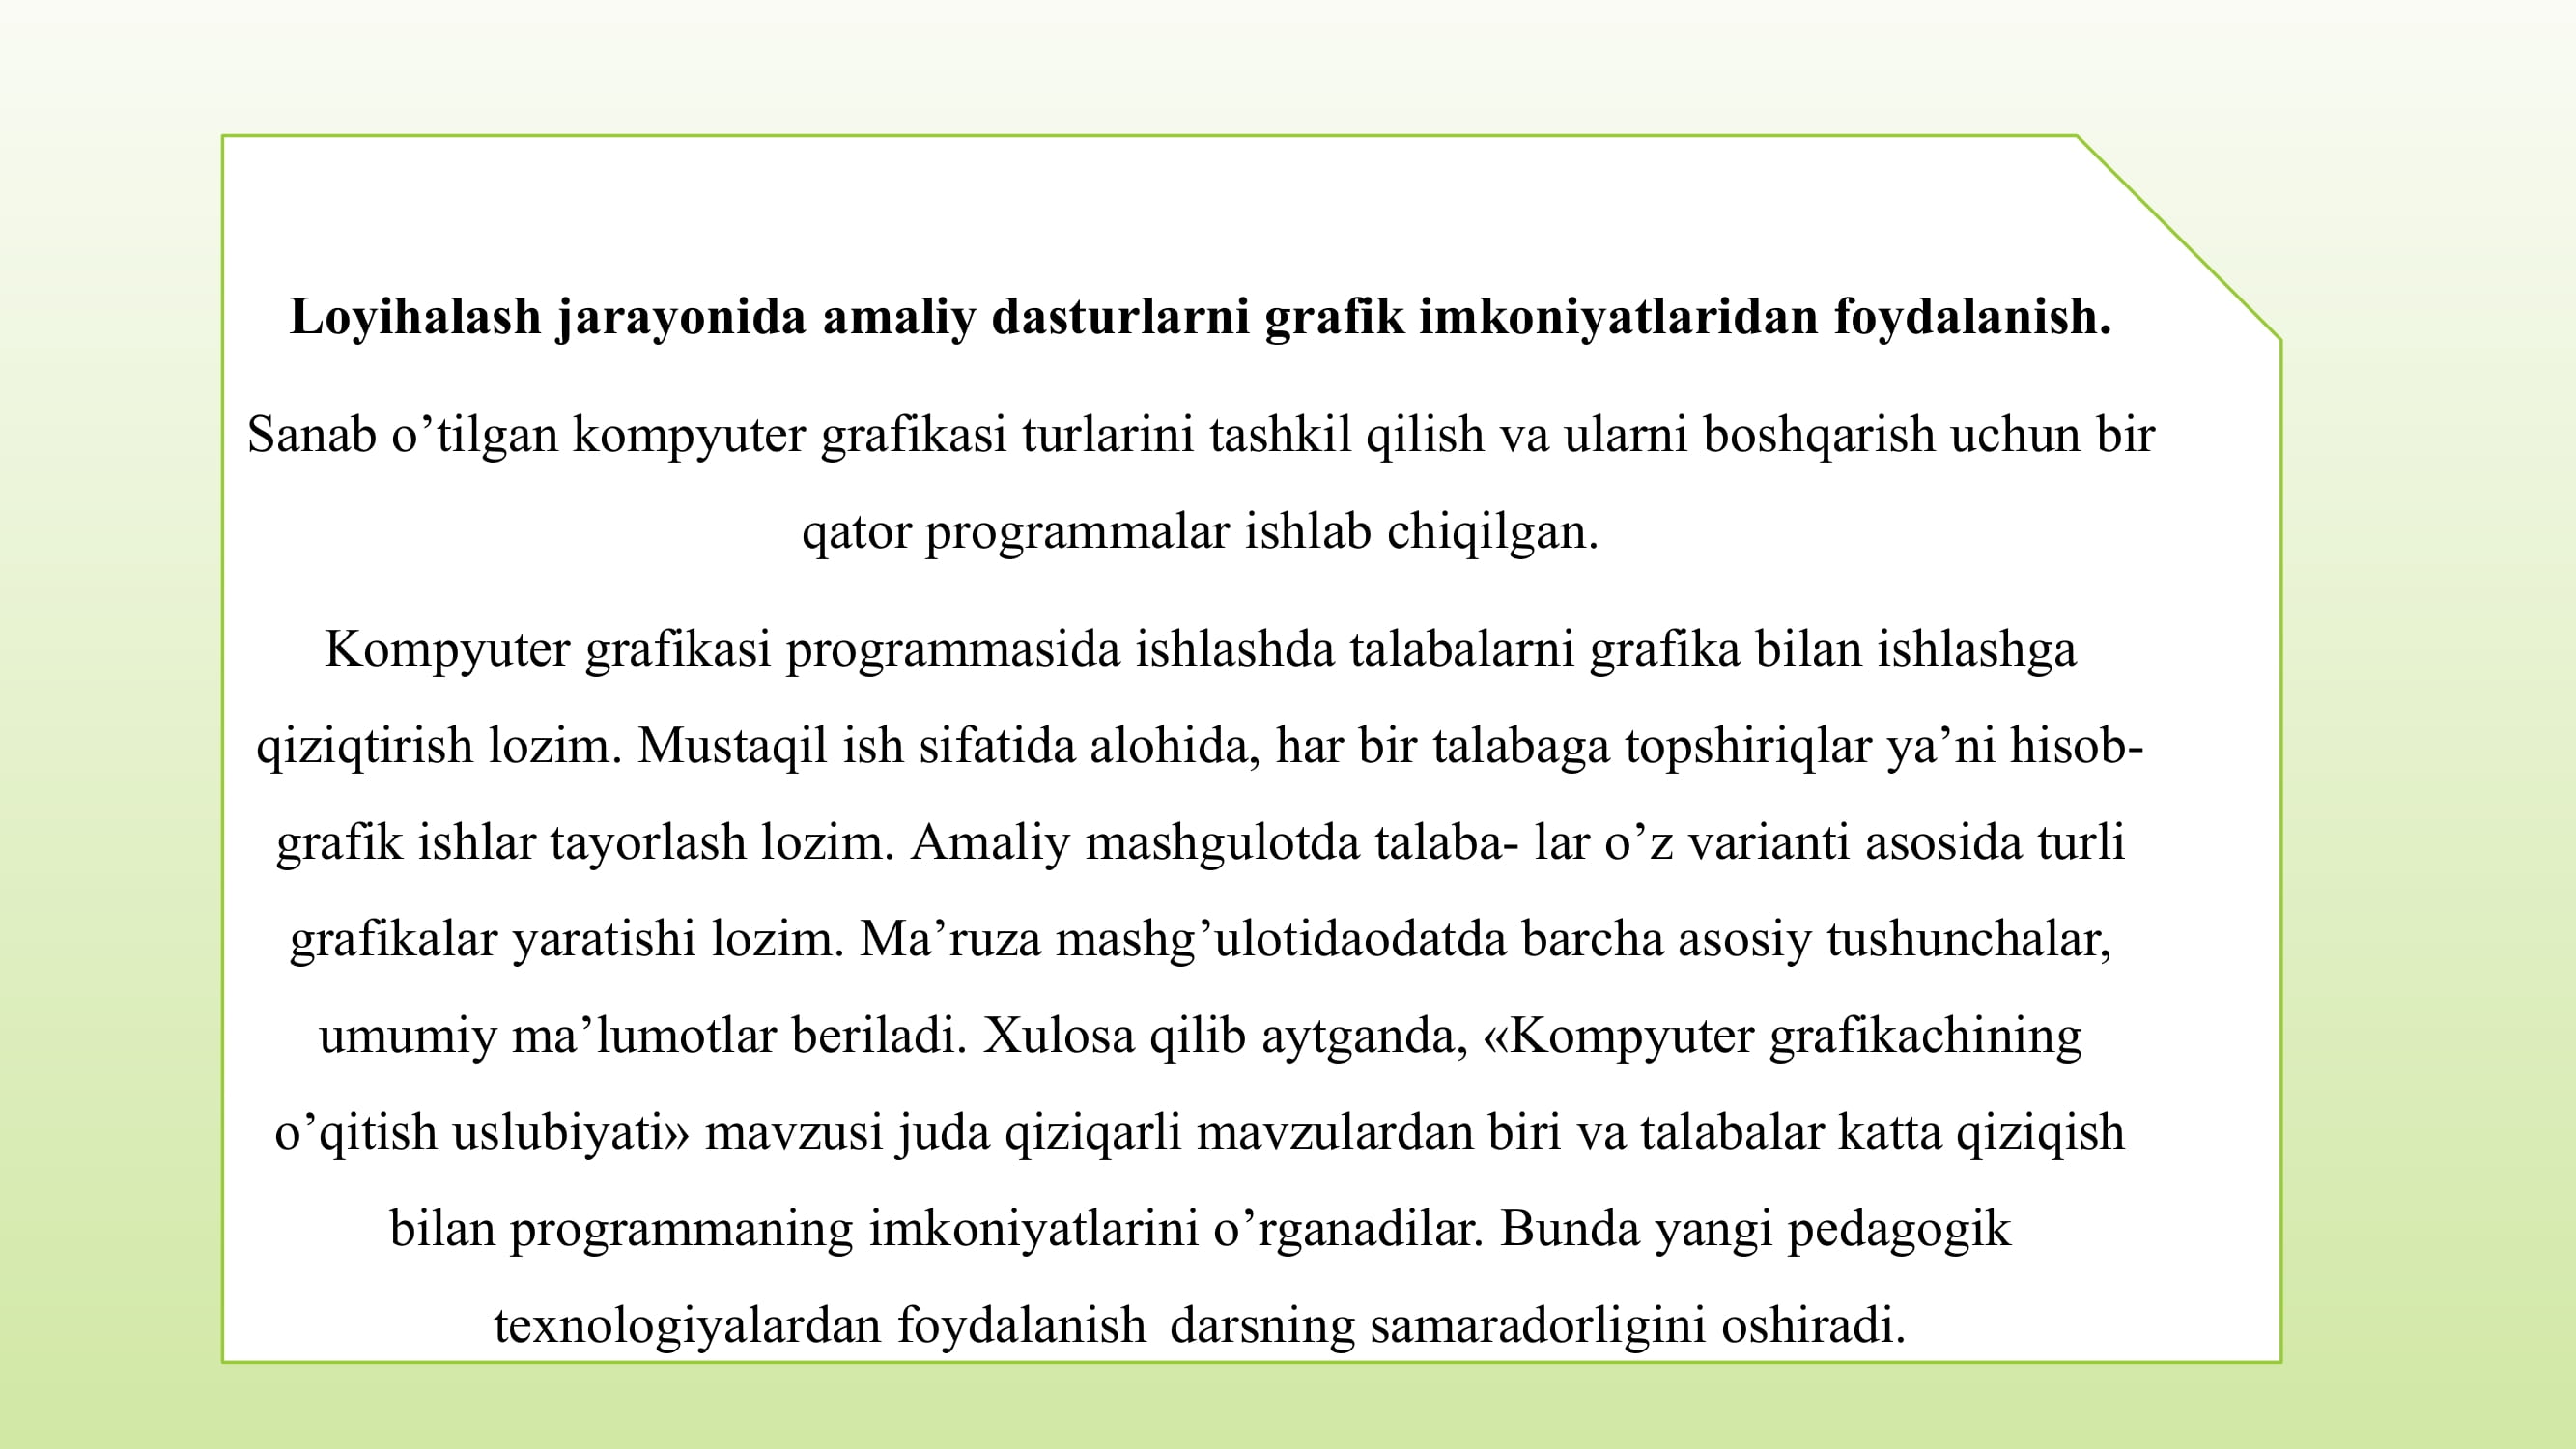 Loyihalash jarayonida amaliy dasturlarni grafik imkoniyatlaridan foydalanish.
Sanab o’tilgan kompyuter grafikasi turlarini tashkil qilish va ularni boshqarish uchun bir
qator programmalar ishlab chiqilgan.
Kompyuter grafikasi programmasida ishlashda talabalarni grafika bilan ishlashga
qiziqtirish lozim. Mustaqil ish sifatida alohida, har bir talabaga topshiriqlar ya’ni hisob-
grafik ishlar tayorlash lozim. Amaliy mashgulotda talaba- lar o’z varianti asosida turli
grafikalar yaratishi lozim. Ma’ruza mashg’ulotidaodatda barcha asosiy tushunchalar,
umumiy ma’lumotlar beriladi. Xulosa qilib aytganda, «Kompyuter grafikachining
o’qitish uslubiyati» mavzusi juda qiziqarli mavzulardan biri va talabalar katta qiziqish
bilan programmaning imkoniyatlarini o’rganadilar. Bunda yangi pedagogik
texnologiyalardan foydalanish darsning samaradorligini oshiradi.